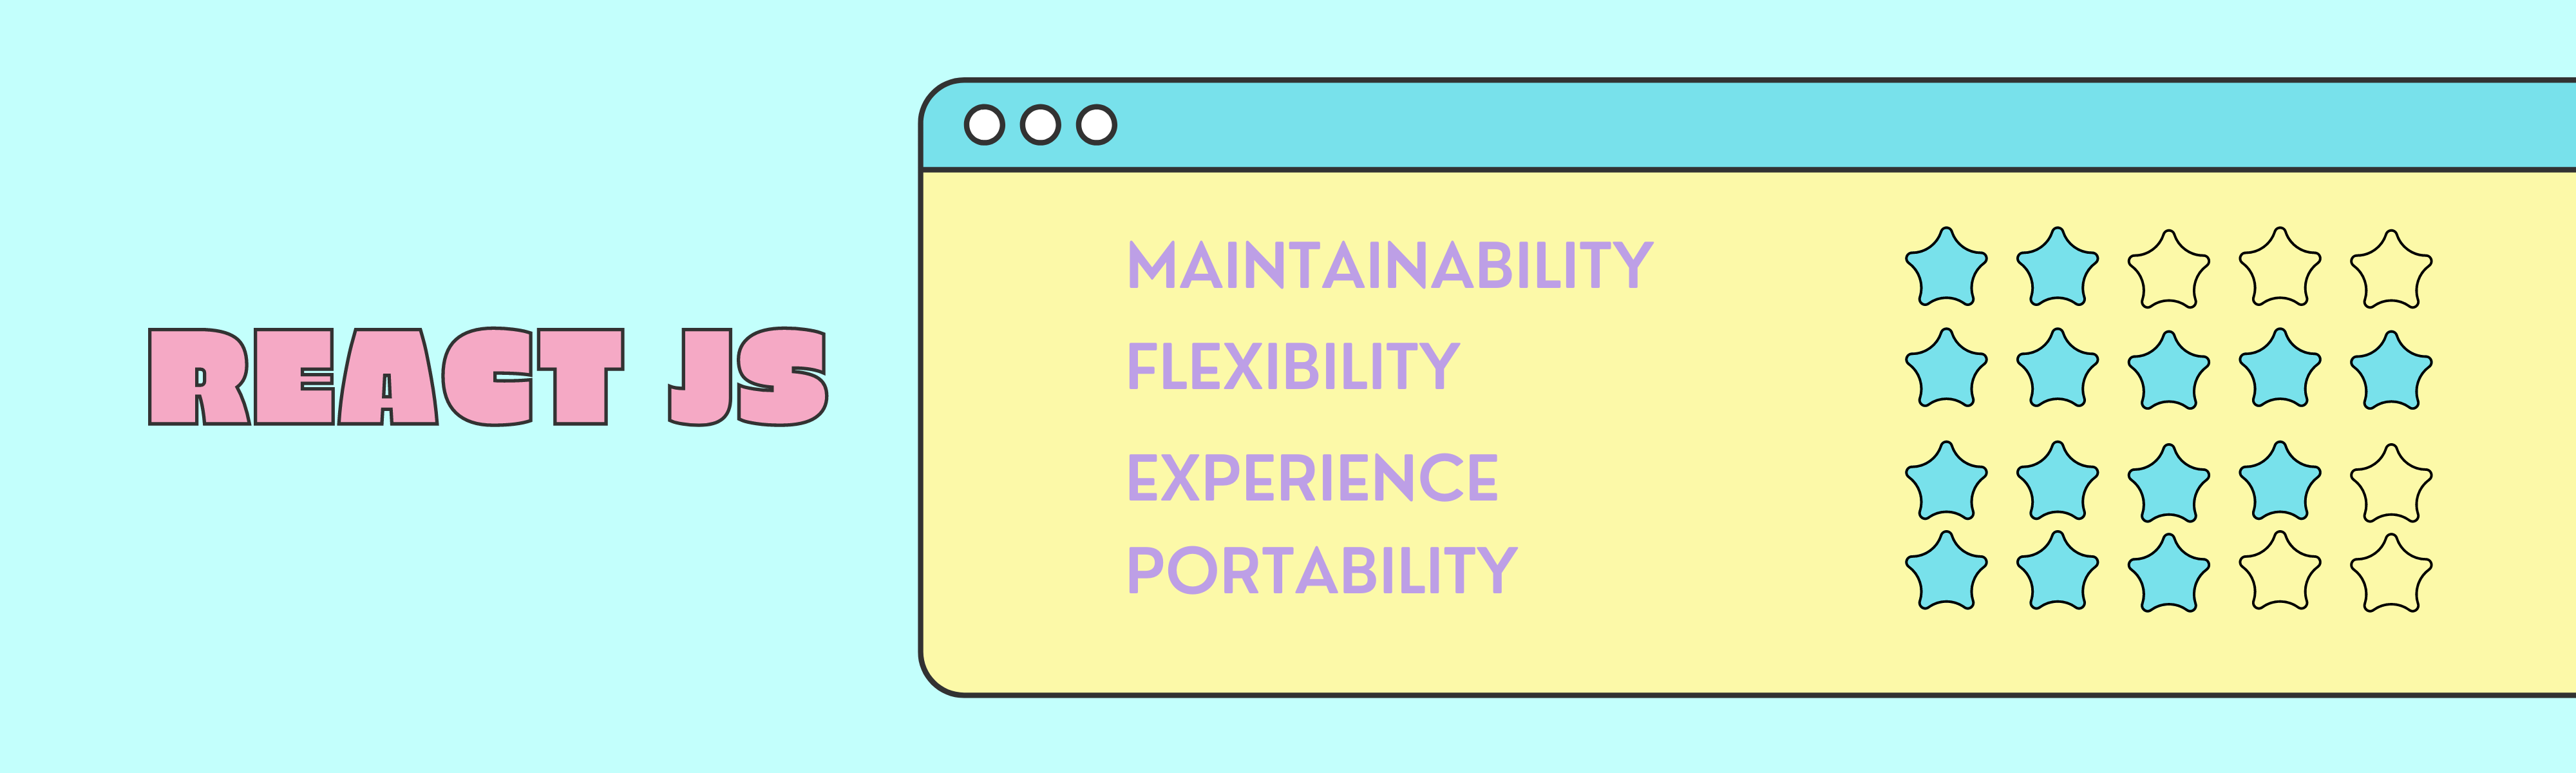 REACT JS
MAINTAINABILITY
FLEXIBILITY
EXPERIENCE
PORTABILITY